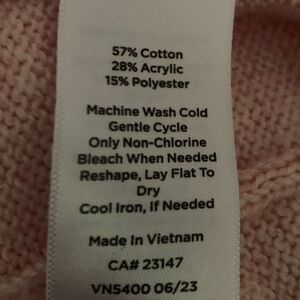 57% Cotton
28% Acrylic
15% Polyester
Machine Wash Cold
Gentle Cycle
Only Non-Chlorine
Bleach When Needed
Reshape, Lay Flat To
Dry
Cool Iron, If Needed
Made In Vietnam
CA# 23147
VN5400 06/23